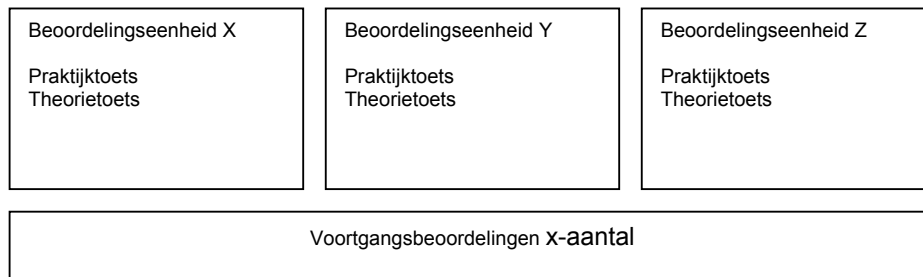 Beoordelingseenheid X
Praktijktoets
Theorietoets
Beoordelingseenheid Y
Praktijktoets
Theorietoets
Beoordelingseenheid Z
Praktijktoets
Theorietoets
Voortgangsbeoordelingen x-aantal